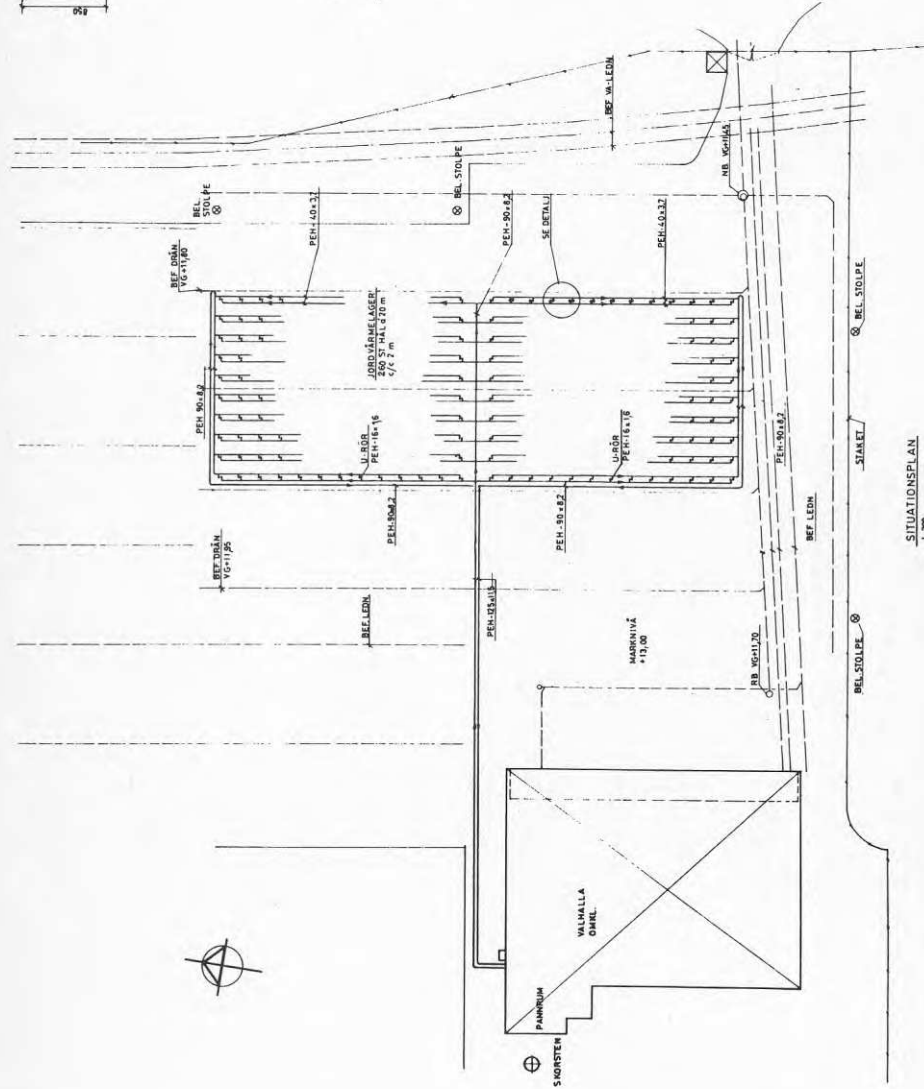 850
BEL.
STOLPE
BEL. STOLPE
BEF VA-LEDN
BEF DRÄN
VG+11,80
PEH-40x3,7
PEH-90x8,2
SE DETALJ
PEH-40x3,7
NB. VG+11,45
JORDVÄRMELAGER
260 ST HÅL d 20 m
c/c 2 m
PEH 90x8,2
U-RÖR
PEH-16x1,6
U-RÖR
PEH-16x1,6
PEH-90x8,2
PEH-90x8,2
PEH-90x8,2
BEL. STOLPE
STAKET
BEF DRÄN
VG+11,95
BEF. LEDN
PEH-125x11,5
BEF LEDN
MARKNIVÅ
+13,00
RB. VG+11,70
BEL. STOLPE
VALHALLA
OMKL.
PANNRUM
SKORSTEN
SITUATIONSPLAN